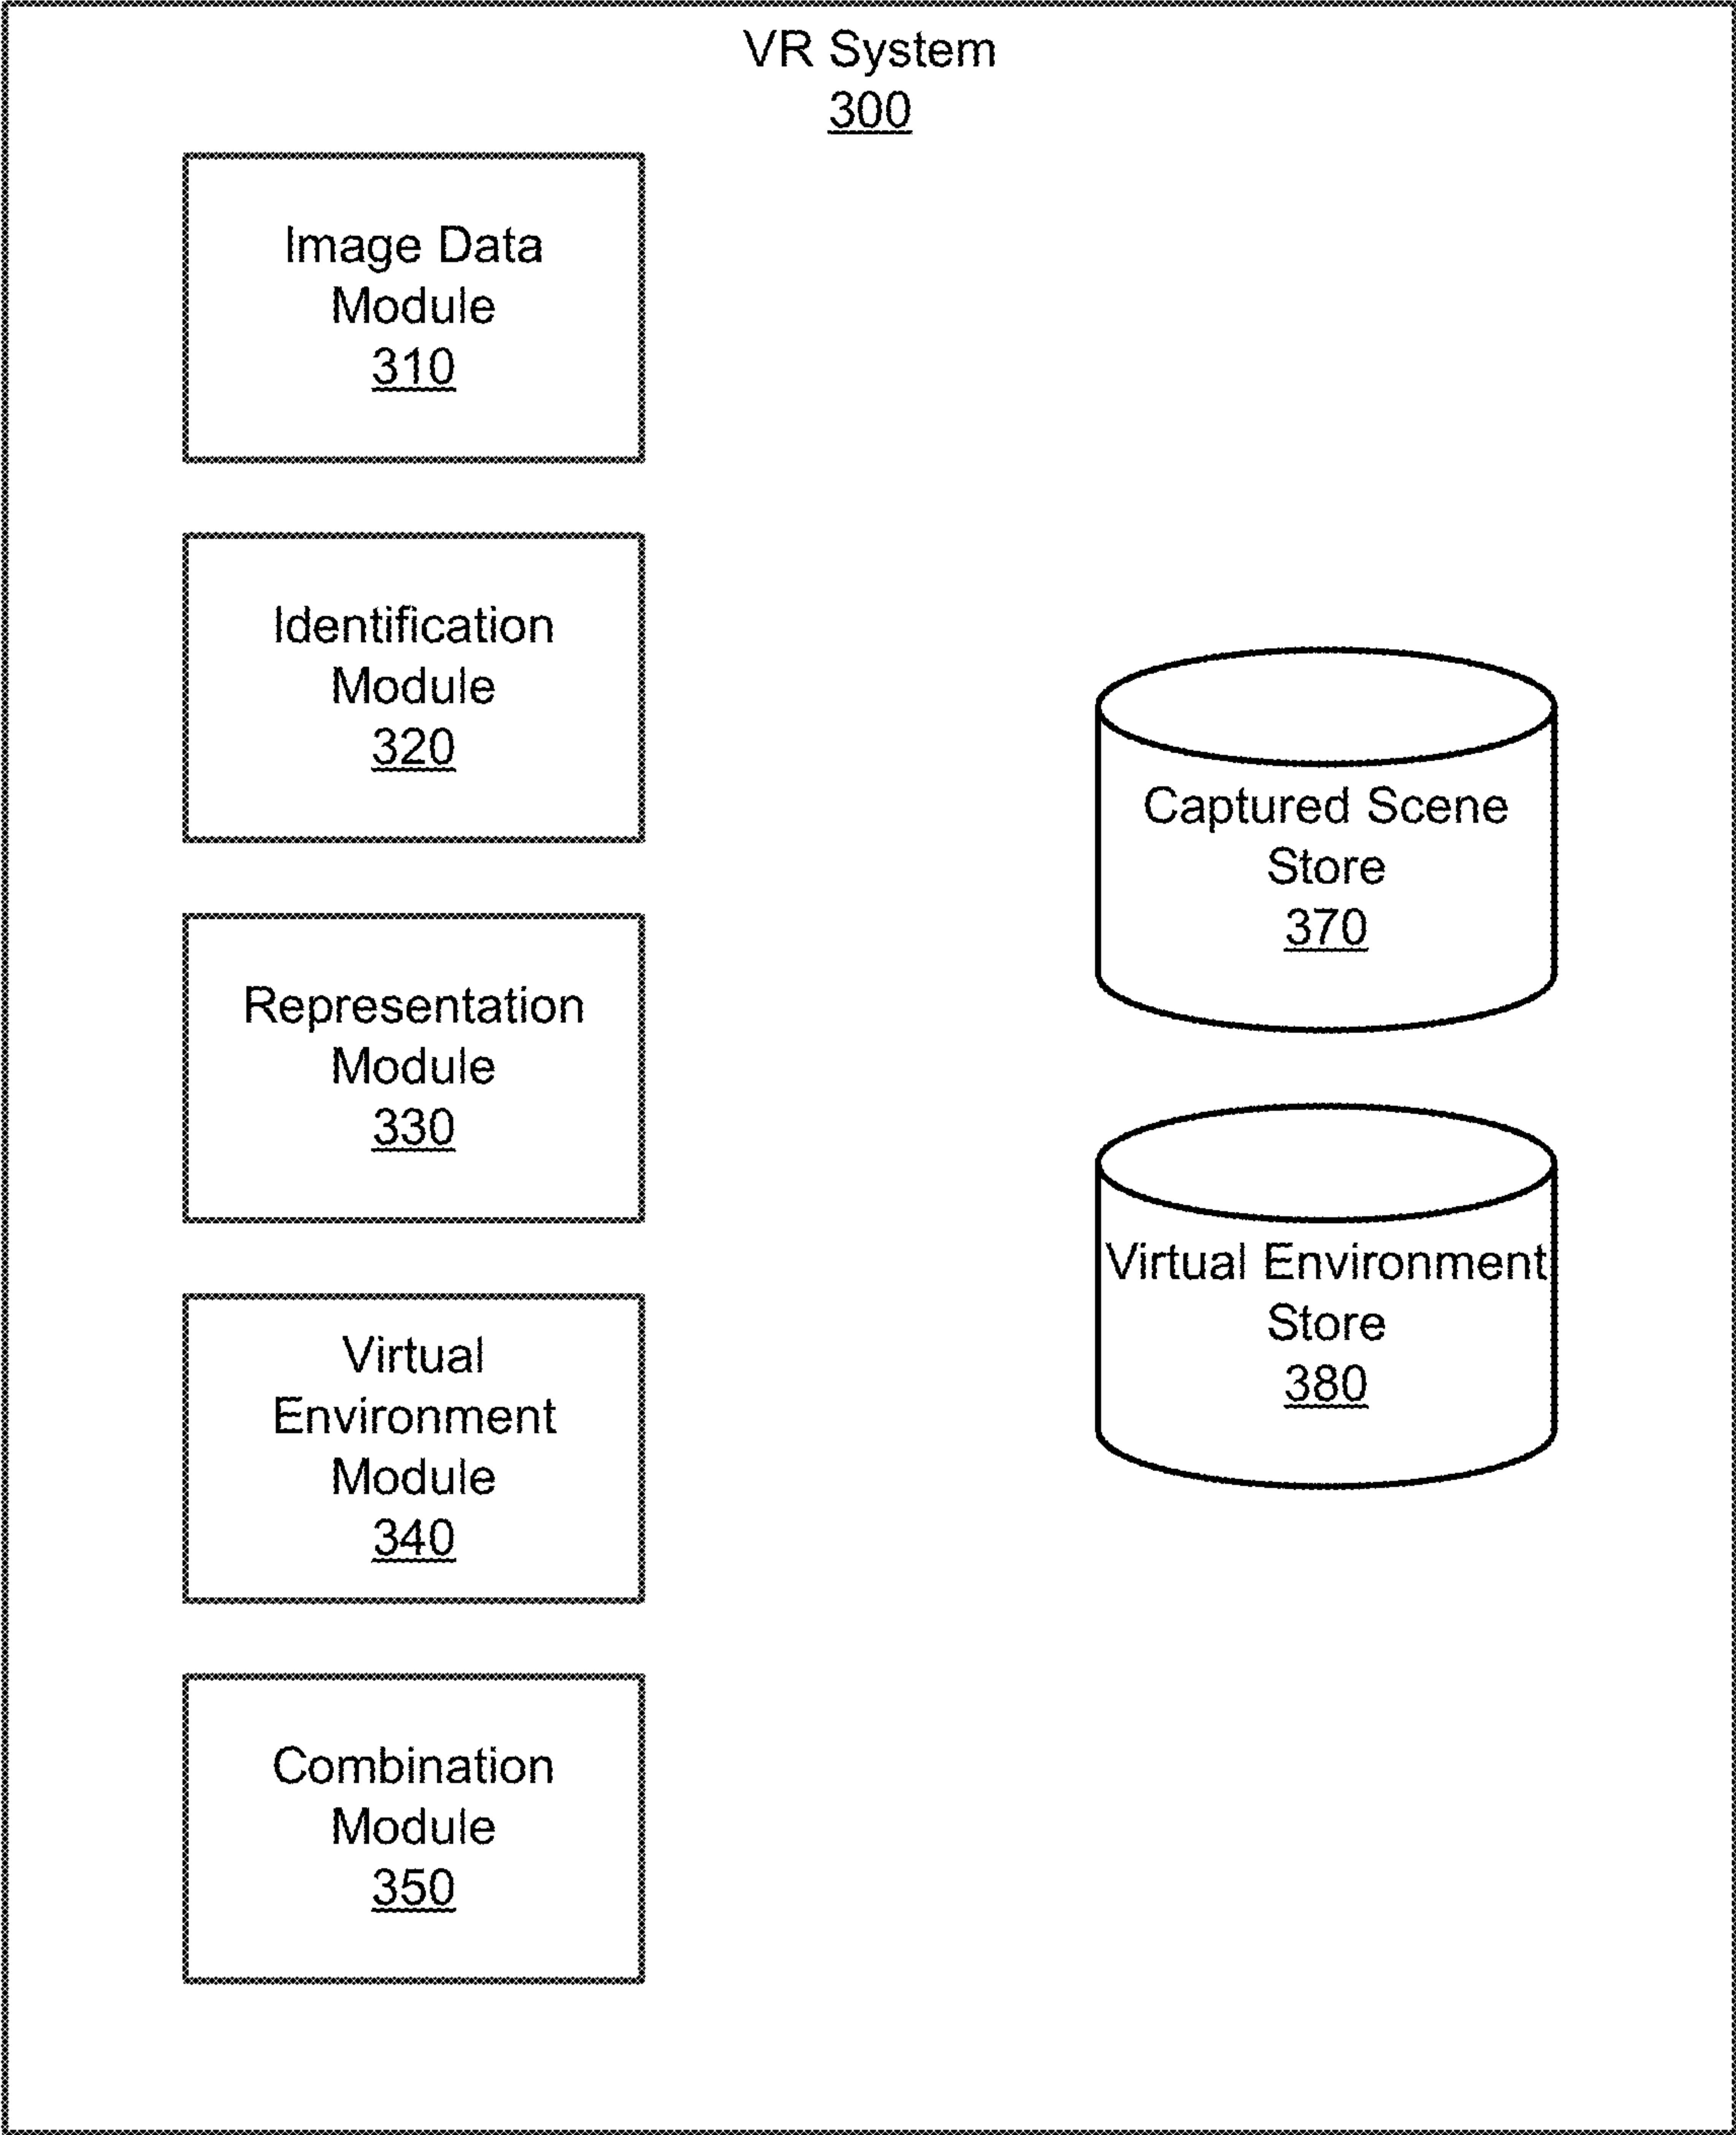 VR System
300
Image Data
Module
310
Identification
Module
320
Representation
Module
330
Virtual
Environment
Module
340
Combination
Module
350
Captured Scene
Store
370
Virtual Environment
Store
380